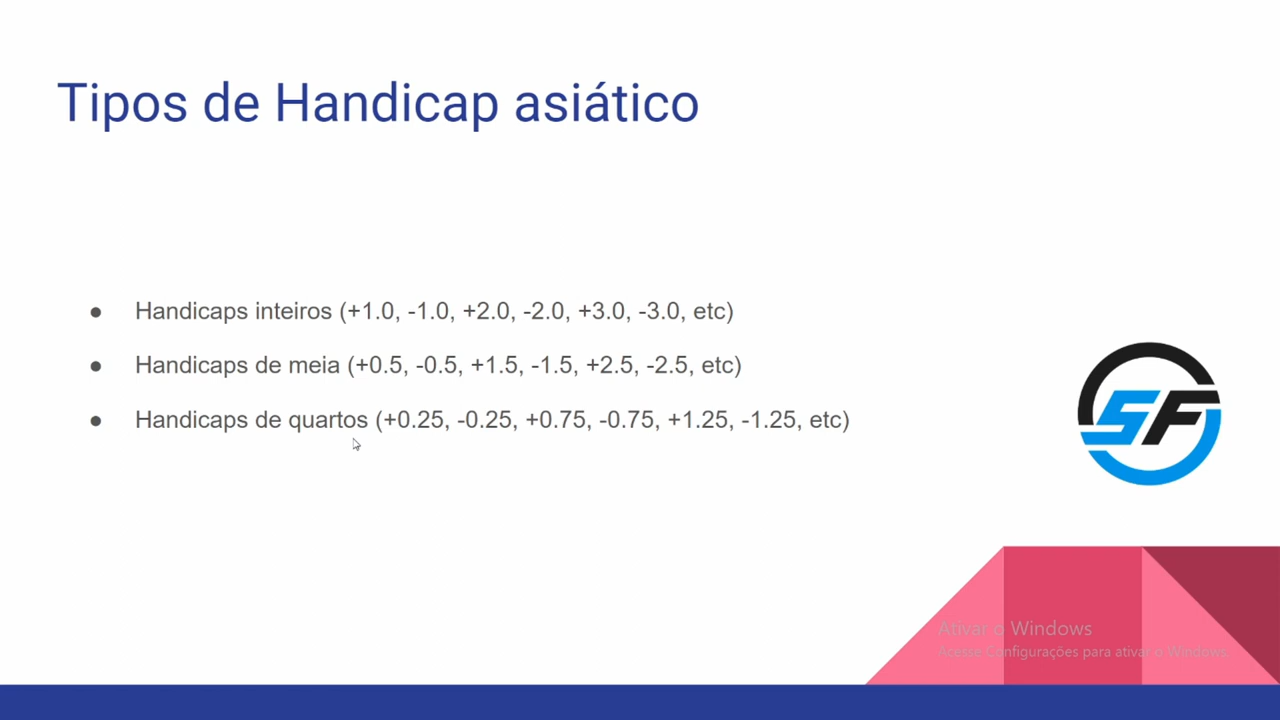 Tipos de Handicap asiático
● Handicaps inteiros (+1.0, -1.0, +2.0, -2.0, +3.0, -3.0, etc)
● Handicaps de meia (+0.5, -0.5, +1.5, -1.5, +2.5, -2.5, etc)
● Handicaps de quartos (+0.25, -0.25, +0.75, -0.75, +1.25, -1.25, etc)
SF
Ativar o Windows
Acesse Configurações para ativar o Windows.